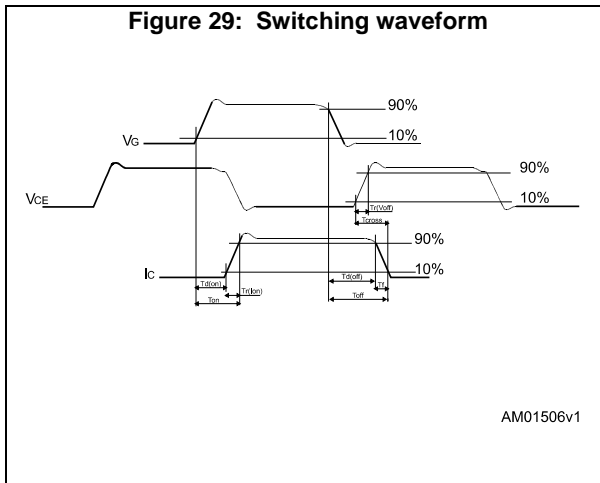 Figure 29: Switching waveform
90%
10%
VG
90%
10%
VCE
Tr(Voff)
Tcross
90%
10%
IC
Td(on)
Tr(Ion)
Ton
Td(off)
Tf
Toff
AM01506v1